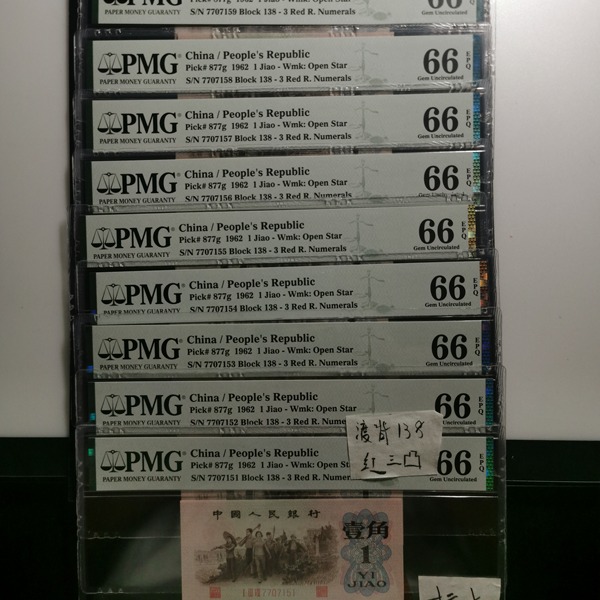 PMG
PAPER MONEY GUARANTY
S/N 7707159 Block 138 - 3 Red R. Numerals
66
EPQ
Gem Uncirculated
PMG
PAPER MONEY GUARANTY
China / People's Republic
Pick# 877g 1962 1 Jiao - Wmk: Open Star
S/N 7707158 Block 138 - 3 Red R. Numerals
66
EPQ
Gem Uncirculated
PMG
PAPER MONEY GUARANTY
China / People's Republic
Pick# 877g 1962 1 Jiao - Wmk: Open Star
S/N 7707157 Block 138 - 3 Red R. Numerals
66
EPQ
Gem Uncirculated
PMG
PAPER MONEY GUARANTY
China / People's Republic
Pick# 877g 1962 1 Jiao - Wmk: Open Star
S/N 7707156 Block 138 - 3 Red R. Numerals
66
EPQ
Gem Uncirculated
PMG
PAPER MONEY GUARANTY
China / People's Republic
Pick# 877g 1962 1 Jiao - Wmk: Open Star
S/N 7707155 Block 138 - 3 Red R. Numerals
66
EPQ
Gem Uncirculated
PMG
PAPER MONEY GUARANTY
China / People's Republic
Pick# 877g 1962 1 Jiao - Wmk: Open Star
S/N 7707154 Block 138 - 3 Red R. Numerals
66
EPQ
Gem Uncirculated
PMG
PAPER MONEY GUARANTY
China / People's Republic
Pick# 877g 1962 1 Jiao - Wmk: Open Star
S/N 7707153 Block 138 - 3 Red R. Numerals
66
EPQ
Gem Uncirculated
PMG
PAPER MONEY GUARANTY
China / People's Republic
Pick# 877g 1962 1 Jiao - Wmk: Open Star
S/N 7707152 Block 138 - 3 Red R. Nume
66
EPQ
Gem Uncirculated
PMG
PAPER MONEY GUARANTY
China / People's Republic
Pick# 877g 1962 1 Jiao - Wmk: Open
S/N 7707151 Block 138 - 3 Red R. Numerals
66
EPQ
Gem Uncirculated
138
红三凸
中國人民銀行
壹角
1
YI
JIAO
7707151